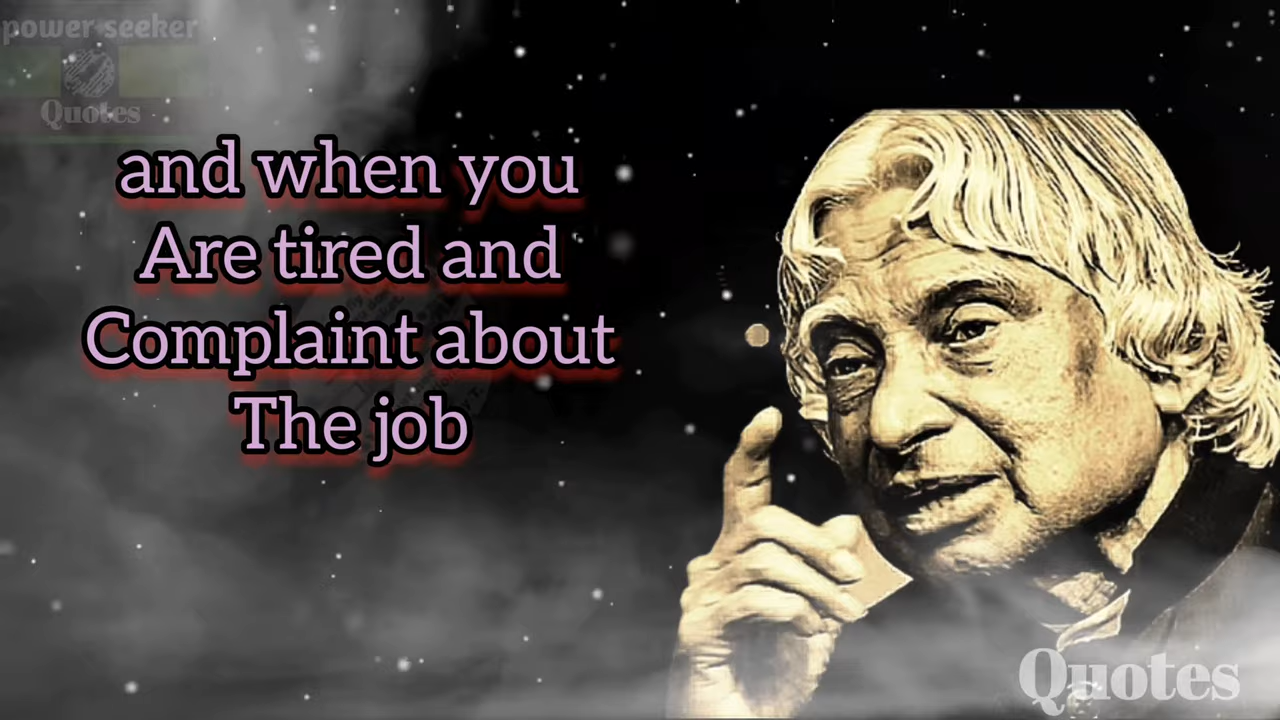 power seeker
Quotes
and when you
Are tired and
Complaint about
The job
Quotes